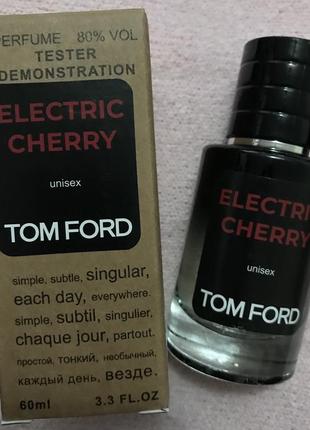 PERFUME 80% VOL
TESTER
DEMONSTRATION
ELECTRIC
CHERRY
unisex
TOM FORD
simple, subtle, singular,
each day, everywhere.
simple, subtil, singulier,
chaque jour, partout.
простой, тонкий, необычный,
каждый день, везде.
60ml 3.3 FL.OZ
ELECTRIC
CHERRY
unisex
TOM FORD